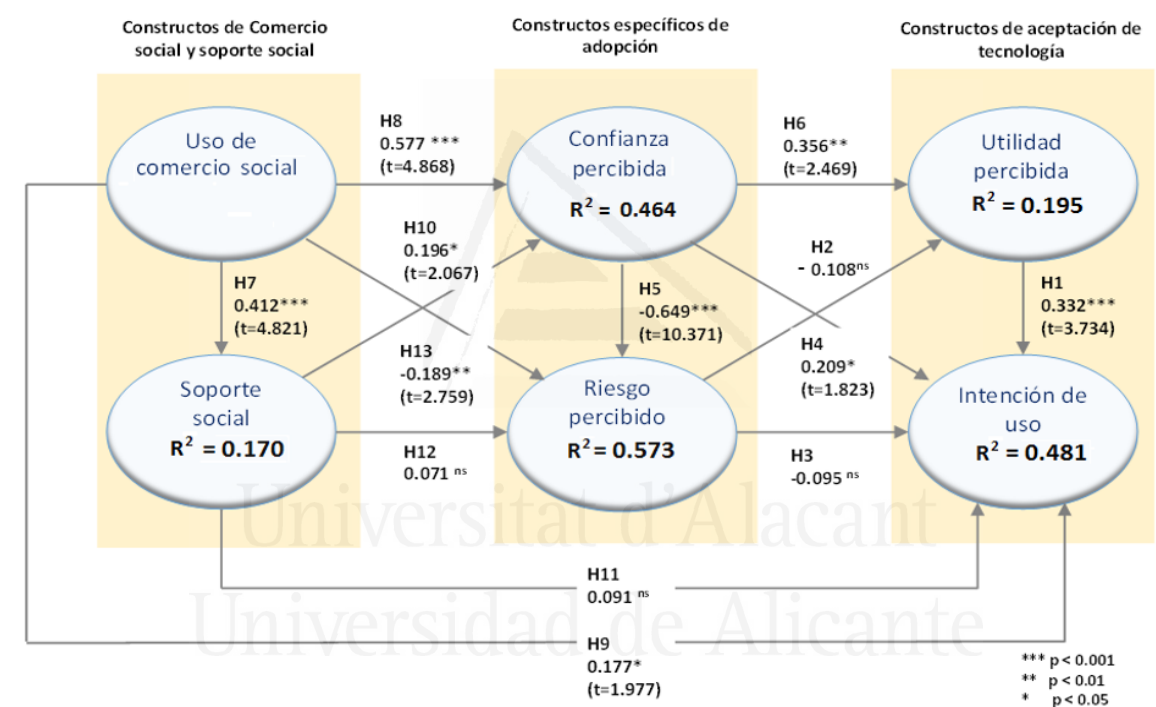 Constructos de Comercio
social y soporte social
Constructos específicos de
adopción
Constructos de aceptación de
tecnología
Uso de
comercio social
H8
0.577 ***
(t=4.868)
Confianza
percibida
R² = 0.464
H6
0.356**
(t=2.469)
Utilidad
percibida
R² = 0.195
H10
0.196*
(t=2.067)
H2
- 0.108ns
H7
0.412***
(t=4.821)
H5
-0.649***
(t=10.371)
H1
0.332***
(t=3.734)
H13
-0.189**
(t=2.759)
H4
0.209*
(t=1.823)
Soporte
social
R² = 0.170
H12
0.071 ns
Riesgo
percibido
R² = 0.573
H3
-0.095 ns
Intención de
uso
R² = 0.481
Universitat d'Alacant
H11
0.091 ns
Universidad de Alicante
H9
0.177*
(t=1.977)
*** p < 0.001
** p < 0.01
* p < 0.05